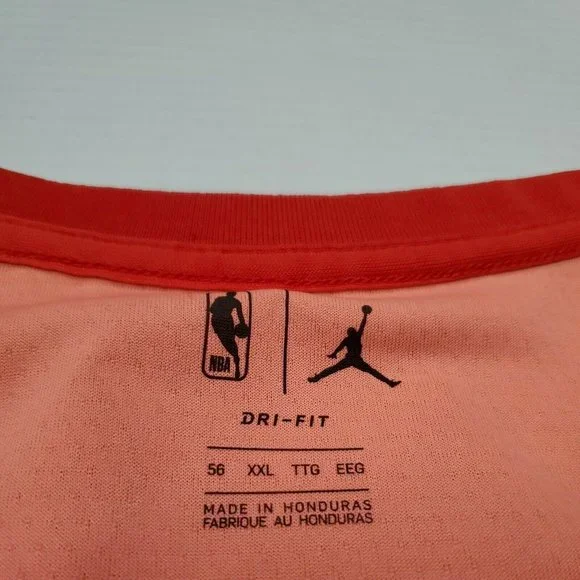 NBA
DRI-FIT
56 XXL TTG EEG
MADE IN HONDURAS
FABRIQUE AU HONDURAS